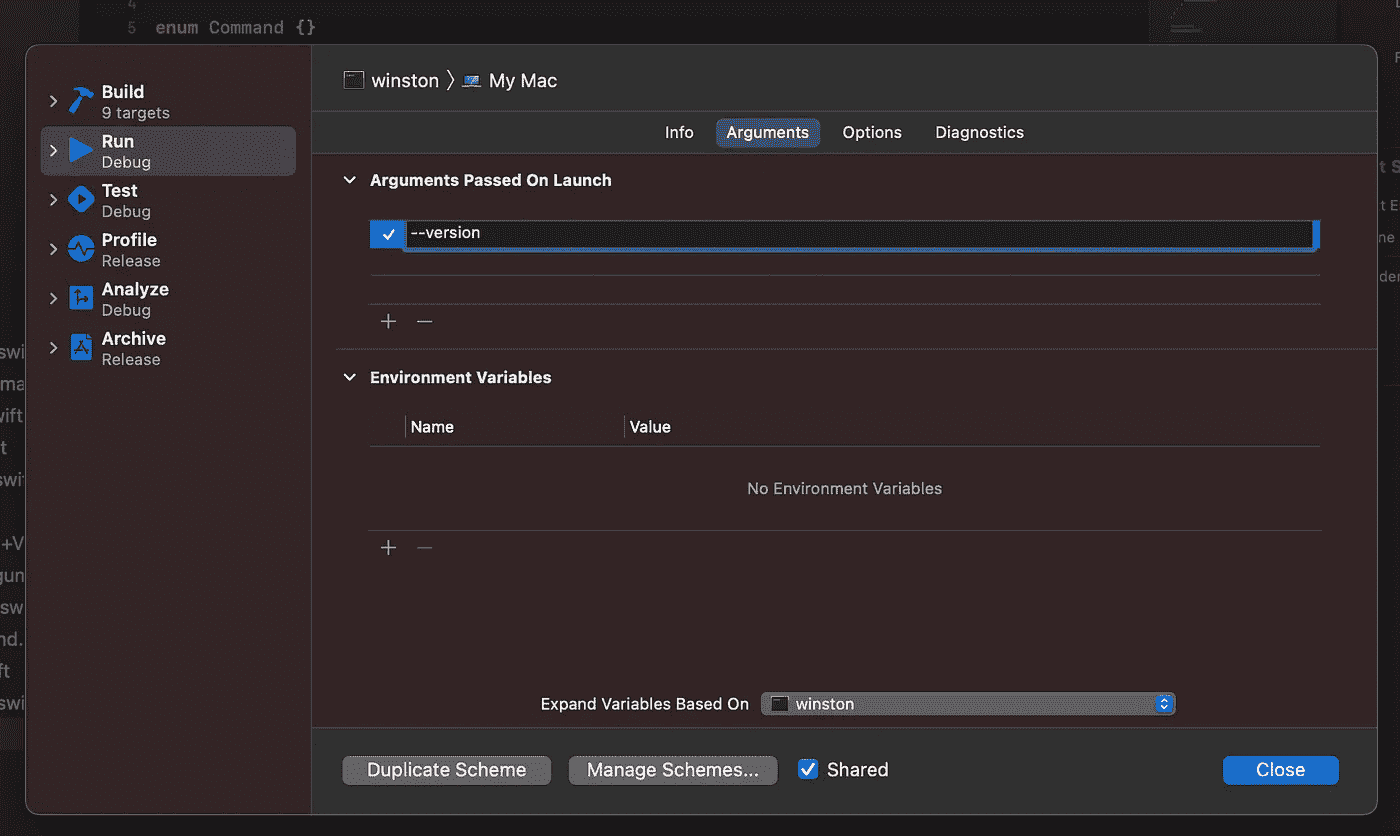 4
5 enum Command {}
winston 〉 My Mac
Build
9 targets
Run
Debug
Test
Debug
Profile
Release
Analyze
Debug
Archive
Release
Info Arguments Options Diagnostics
Arguments Passed On Launch
--version
Environment Variables
Name Value
No Environment Variables
Expand Variables Based On winston
Duplicate Scheme Manage Schemes... Shared Close